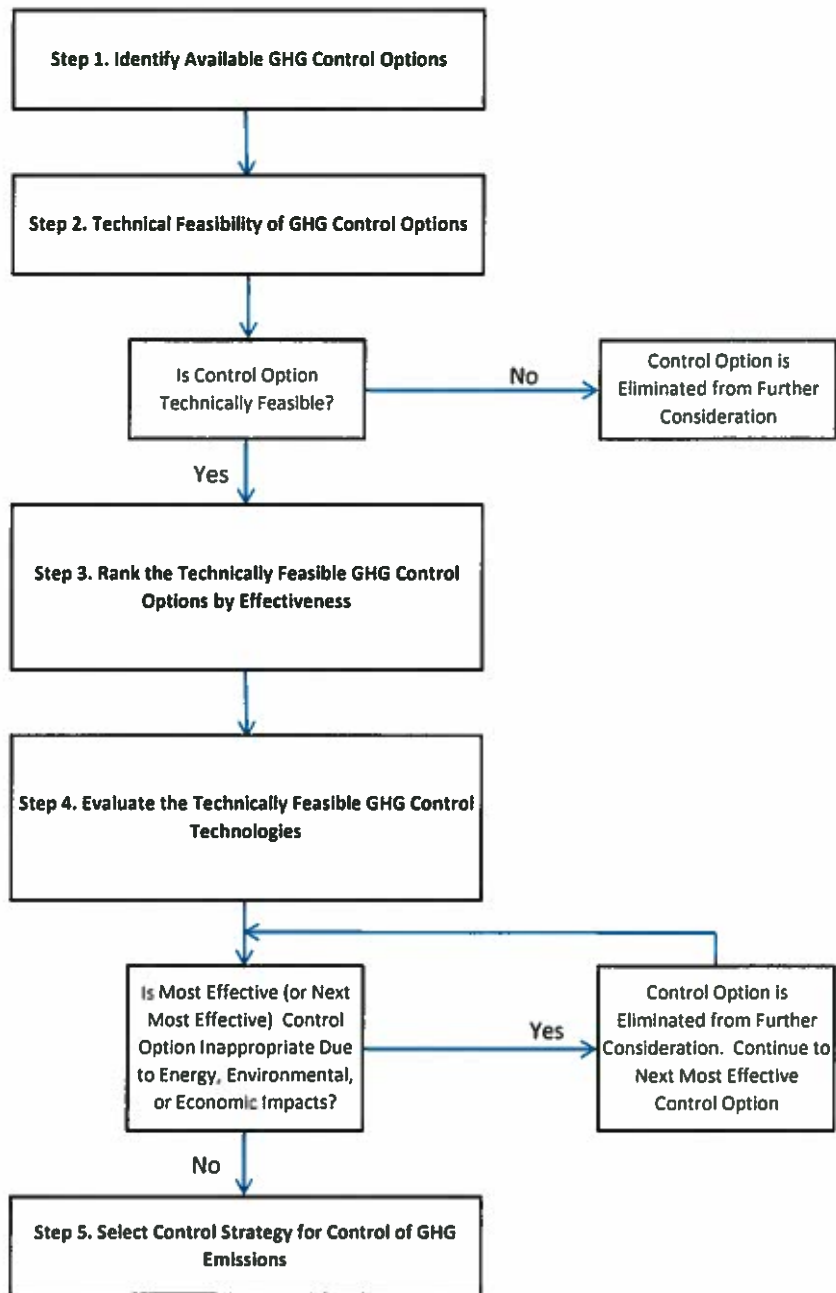 Step 1. Identify Available GHG Control Options
Step 2. Technical Feasibility of GHG Control Options
Is Control Option
Technically Feasible?
No
Control Option is
Eliminated from Further
Consideration
Yes
Step 3. Rank the Technically Feasible GHG Control
Options by Effectiveness
Step 4. Evaluate the Technically Feasible GHG Control
Technologies
Is Most Effective (or Next
Most Effective) Control
Option Inappropriate Due
to Energy, Environmental,
or Economic Impacts?
Yes
Control Option is
Eliminated from Further
Consideration. Continue to
Next Most Effective
Control Option
No
Step 5. Select Control Strategy for Control of GHG
Emissions